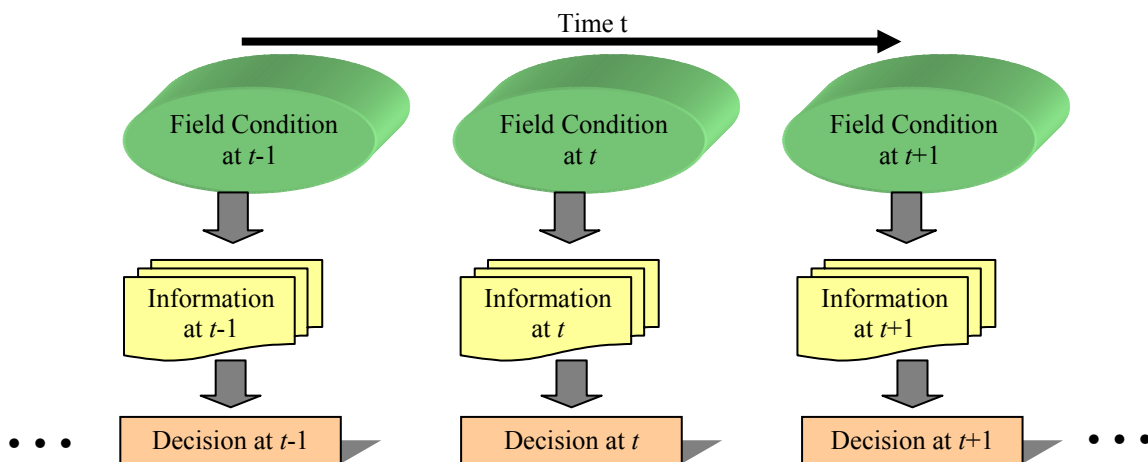 Time t
Field Condition
at t-1
Field Condition
at t
Field Condition
at t+1
Information
at t-1
Information
at t
Information
at t+1
Decision at t-1
Decision at t
Decision at t+1